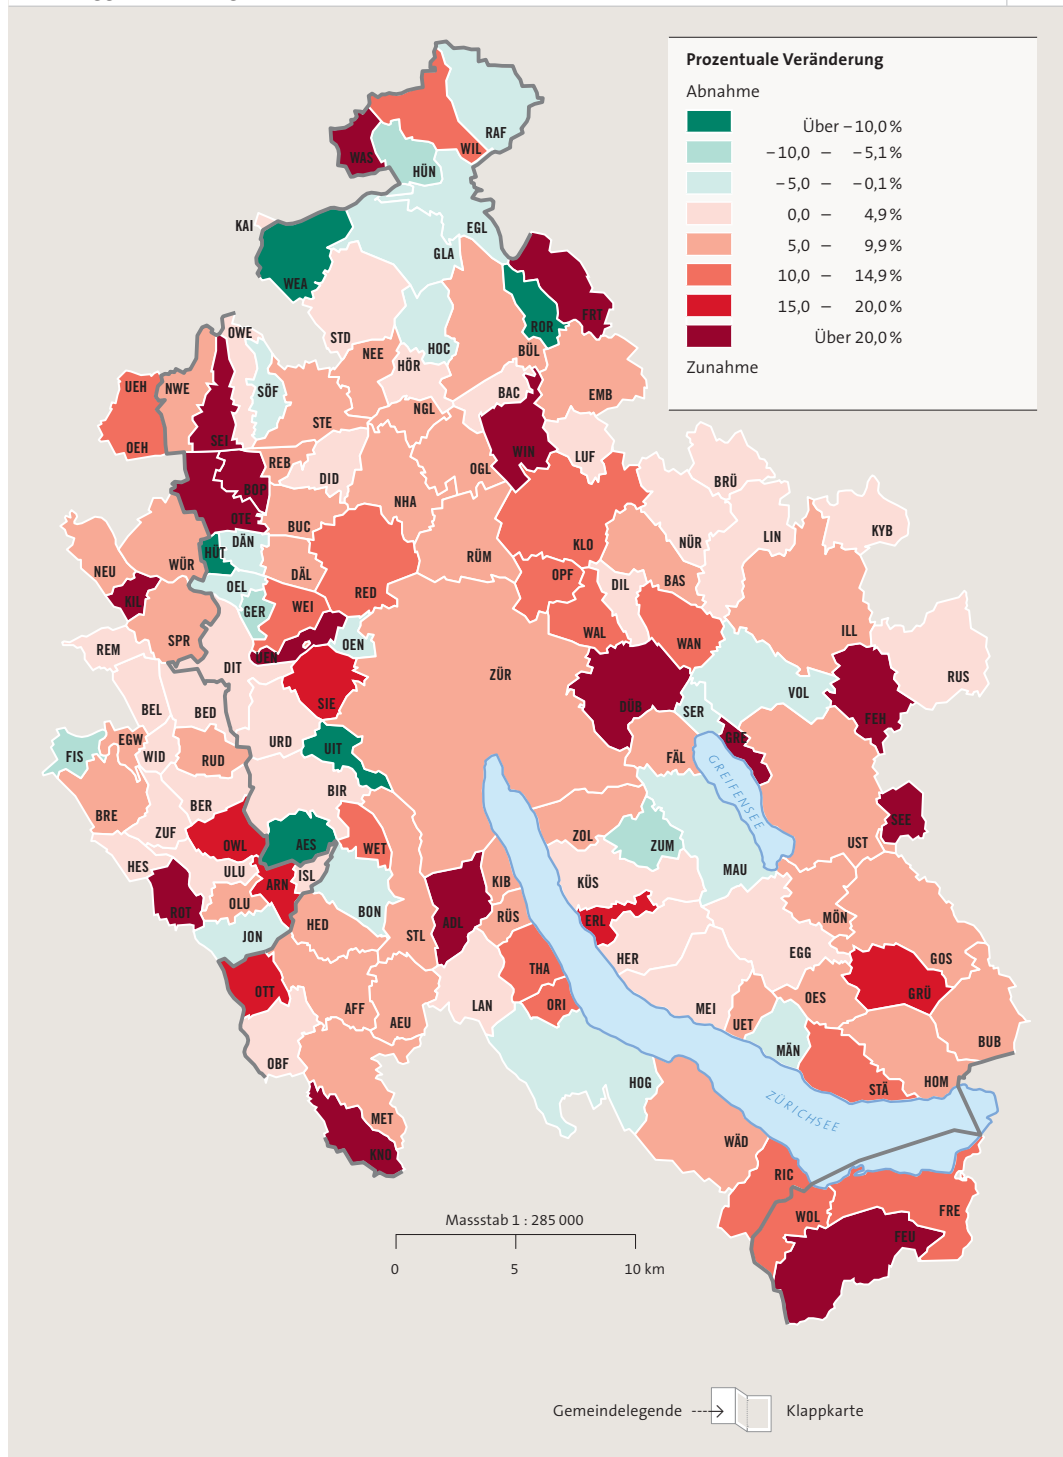 Prozentuale Veränderung
Abnahme
Über –10,0 %
–10,0 – –5,1 %
–5,0 – –0,1 %
0,0 – 4,9 %
5,0 – 9,9 %
10,0 – 14,9 %
15,0 – 20,0 %
Über 20,0 %
Zunahme
RAF
WIL
WAS
HÜN
KAI
EGL
GLA
WEA
FRT
ROR
OWE
STD
HOC
BÜL
NEE
HÖR
UEH
NWE
SÖF
BAC
EMB
NGL
STE
SEI
OEH
WIN
LUF
REB
OGL
DID
BRÜ
BOP
NHA
OTE
BUC
KYB
LIN
DÄN
NÜR
KLO
HÜT
RÜM
WÜR
NEU
DÄL
OPF
BAS
OEL
DIL
RED
KIL
GER
WEI
WAL
ILL
SPR
OEN
WAN
REM
UEN
DIT
ZÜR
RUS
VOL
SIE
BEL
BED
DÜB
SER
FEH
EGW
URD
GRE
UIT
FIS
WID
RUD
FÄL
GREIFENSEE
BIR
BER
BRE
SEE
ZUF
ZOL
UST
OWL
AES
WET
ZUM
HES
ULU
ISL
MAU
ARN
KIB
KÜS
OLU
ROT
BON
RÜS
MÖN
HED
ADL
ERL
JON
STL
EGG
HER
GOS
THA
OTT
GRÜ
OES
AFF
LAN
ORI
MEI
AEU
UET
BUB
MÄN
OBF
HOG
HOM
STÄ
ZÜRICHSEE
MET
WÄD
KNO
RIC
FRE
WOL
FEU
Massstab 1 : 285 000
0 5 10 km
Gemeindelegende Klappkarte